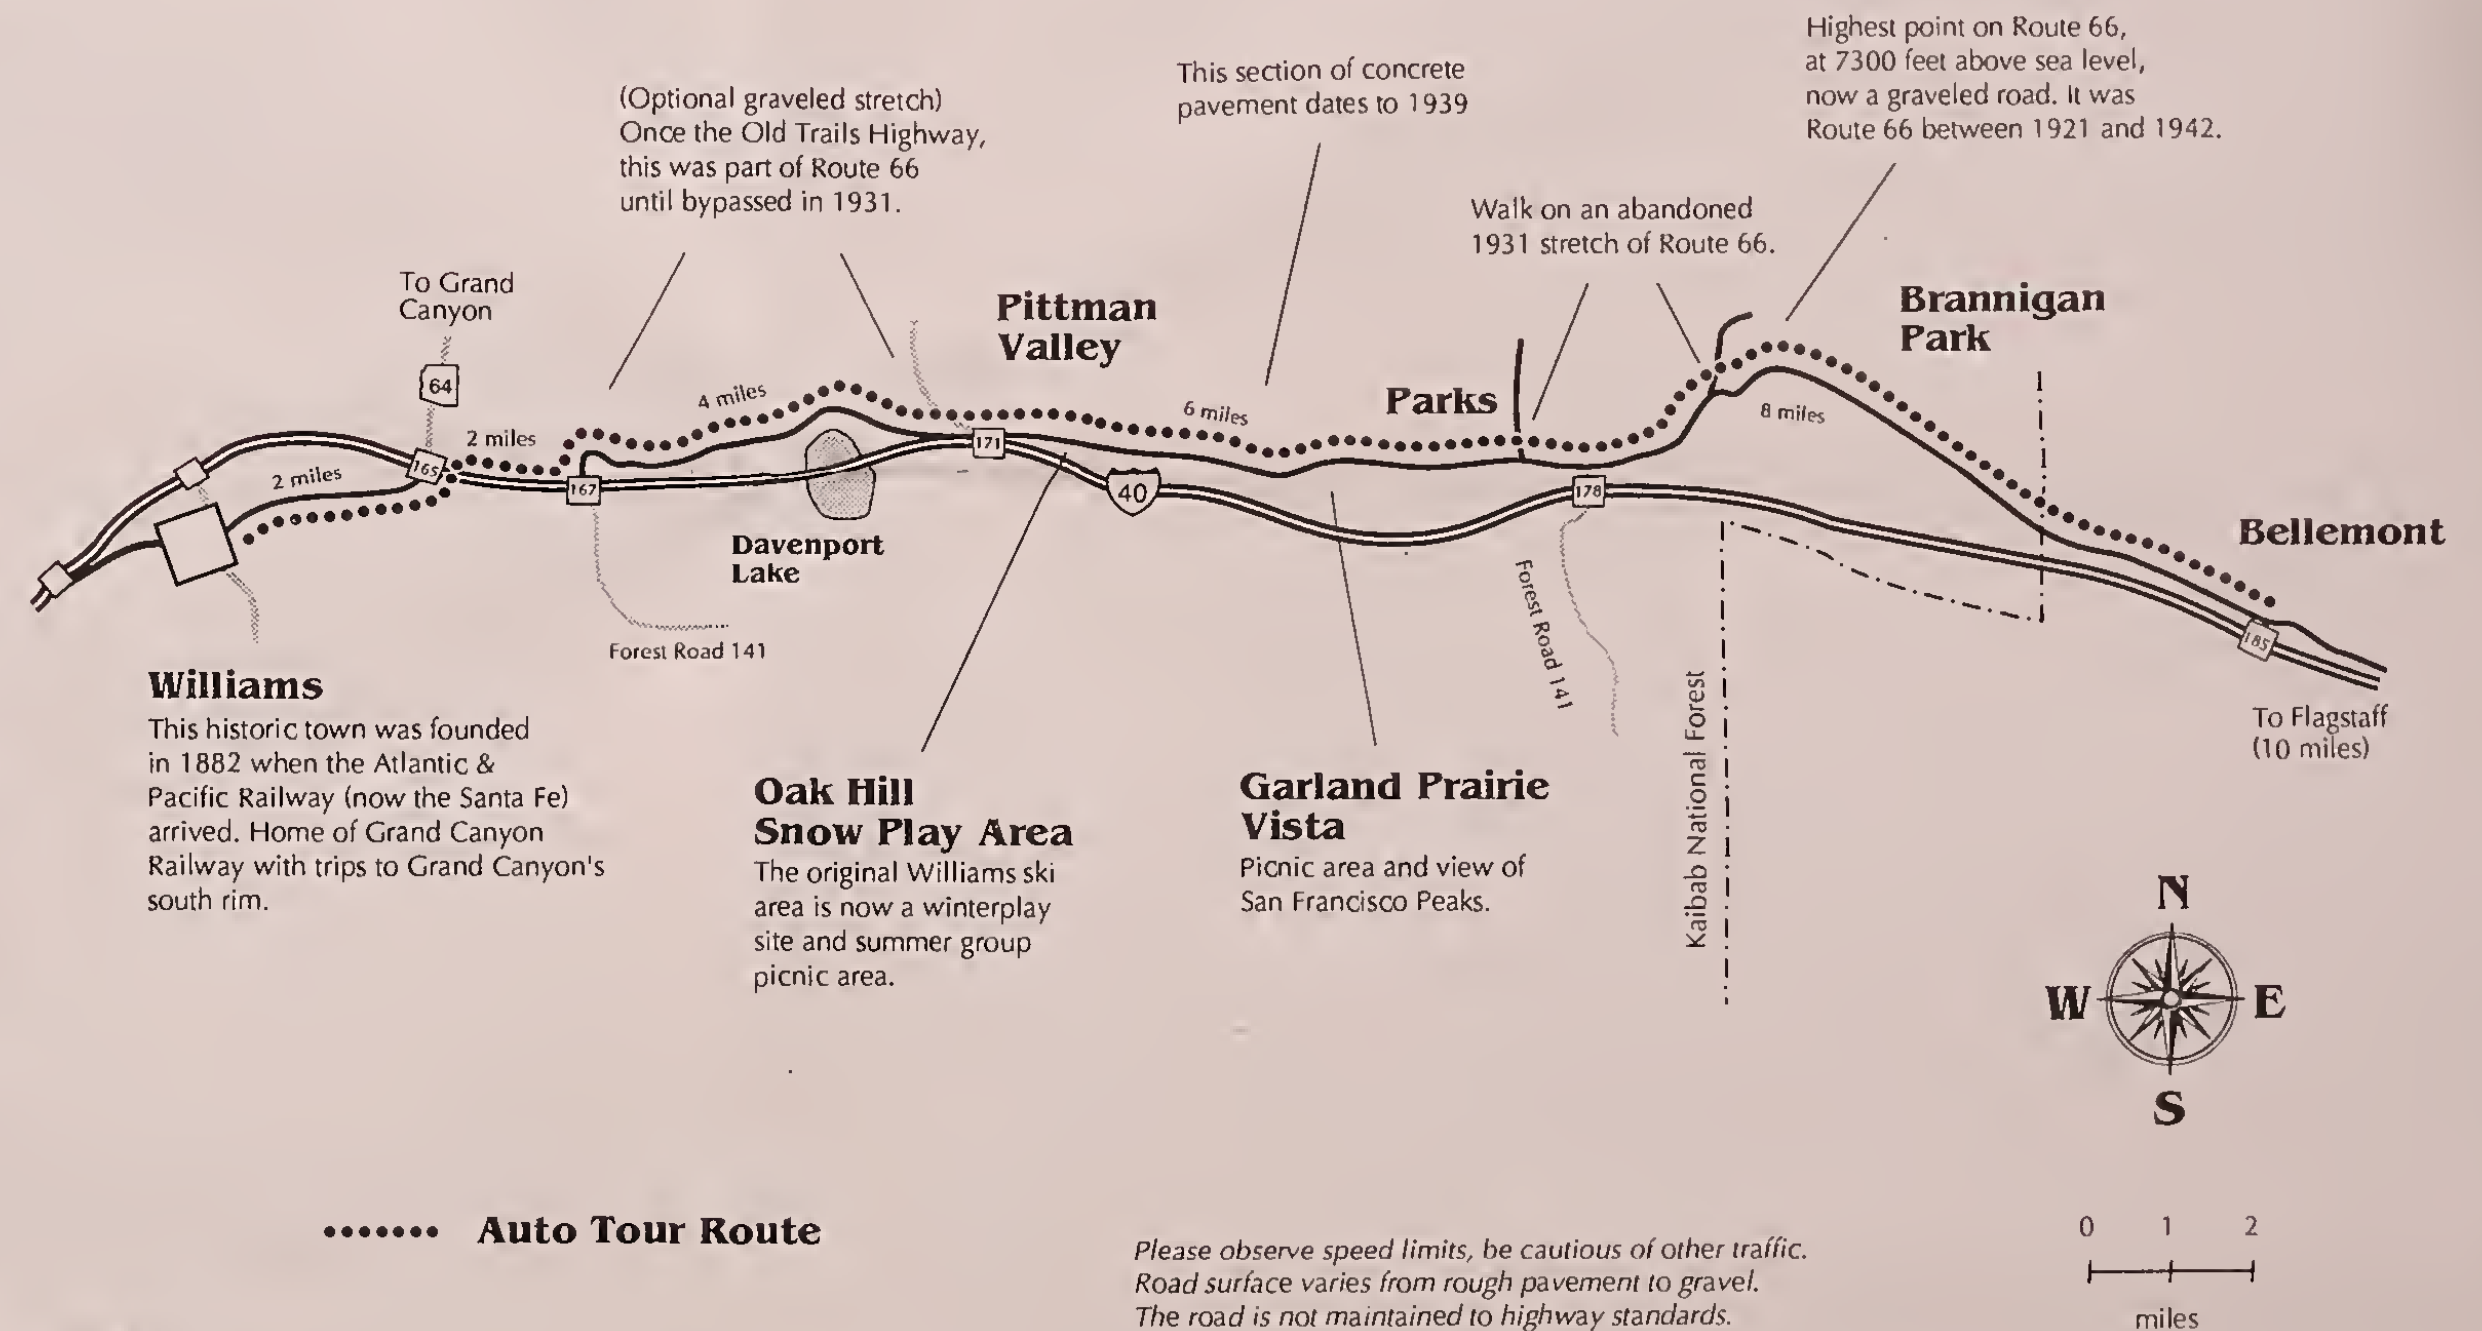 Highest point on Route 66,
at 7300 feet above sea level,
now a graveled road. It was
Route 66 between 1921 and 1942.
This section of concrete
pavement dates to 1939
(Optional graveled stretch)
Once the Old Trails Highway,
this was part of Route 66
until bypassed in 1931.
Walk on an abandoned
1931 stretch of Route 66.
To Grand
Canyon
64
Pittman
Valley
Brannigan
Park
Parks
4 miles
6 miles
8 miles
2 miles
2 miles
165
167
171
40
178
185
Davenport
Lake
Bellemont
Forest Road 141
Forest Road 141
Kaibab National Forest
To Flagstaff
(10 miles)
Williams
This historic town was founded
in 1882 when the Atlantic &
Pacific Railway (now the Santa Fe)
arrived. Home of Grand Canyon
Railway with trips to Grand Canyon's
south rim.
Oak Hill
Snow Play Area
The original Williams ski
area is now a winterplay
site and summer group
picnic area.
Garland Prairie
Vista
Picnic area and view of
San Francisco Peaks.
N
W E
S
Auto Tour Route
Please observe speed limits, be cautious of other traffic.
Road surface varies from rough pavement to gravel.
The road is not maintained to highway standards.
0 1 2
miles